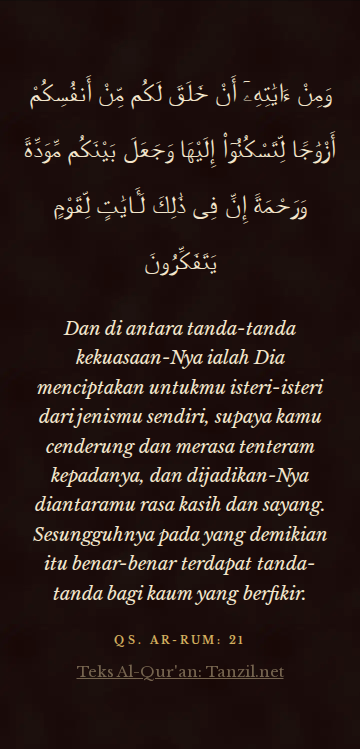 وَمِنْ ءَايَٰتِهِۦٓ أَنْ خَلَقَ لَكُم مِّنْ أَنفُسِكُمْ
أَزْوَٰجًا لِّتَسْكُنُوٓا۟ إِلَيْهَا وَجَعَلَ بَيْنَكُم مَّوَدَّةً
وَرَحْمَةً إِنَّ فِى ذَٰلِكَ لَءَايَٰتٍ لِّقَوْمٍ
يَتَفَكَّرُونَ
Dan di antara tanda-tanda
kekuasaan-Nya ialah Dia
menciptakan untukmu isteri-isteri
dari jenismu sendiri, supaya kamu
cenderung dan merasa tenteram
kepadanya, dan dijadikan-Nya
diantaramu rasa kasih dan sayang.
Sesungguhnya pada yang demikian
itu benar-benar terdapat tanda-
tanda bagi kaum yang berfikir.
QS. AR-RUM: 21
Teks Al-Qur'an: Tanzil.net